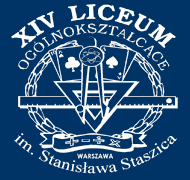 XIV LICEUM
OGÓLNOKSZTAŁCĄCE
WARSZAWA
im. Stanisława Staszica